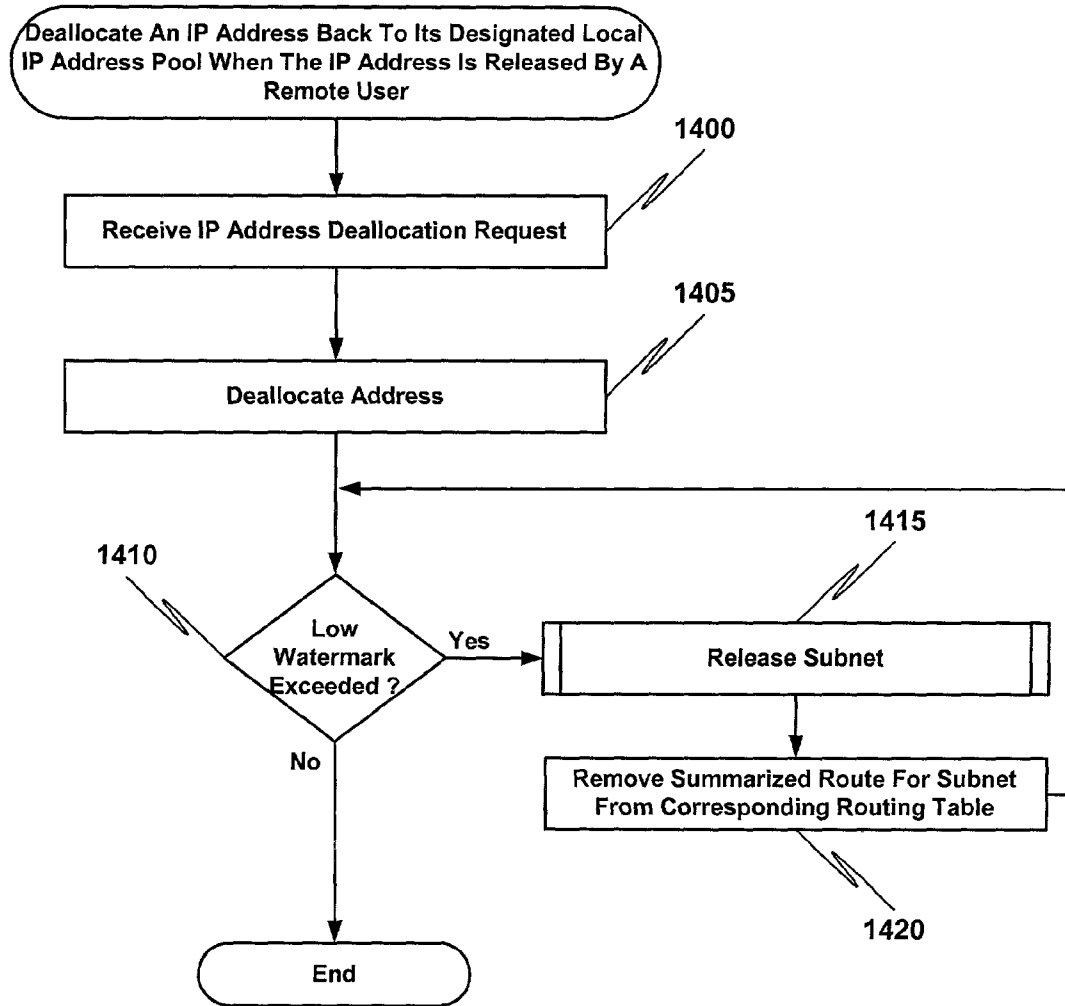 Deallocate An IP Address Back To Its Designated Local
IP Address Pool When The IP Address Is Released By A
Remote User
1400
Receive IP Address Deallocation Request
1405
Deallocate Address
1415
1410
Low
Watermark
Exceeded ?
Yes
Release Subnet
No
Remove Summarized Route For Subnet
From Corresponding Routing Table
1420
End